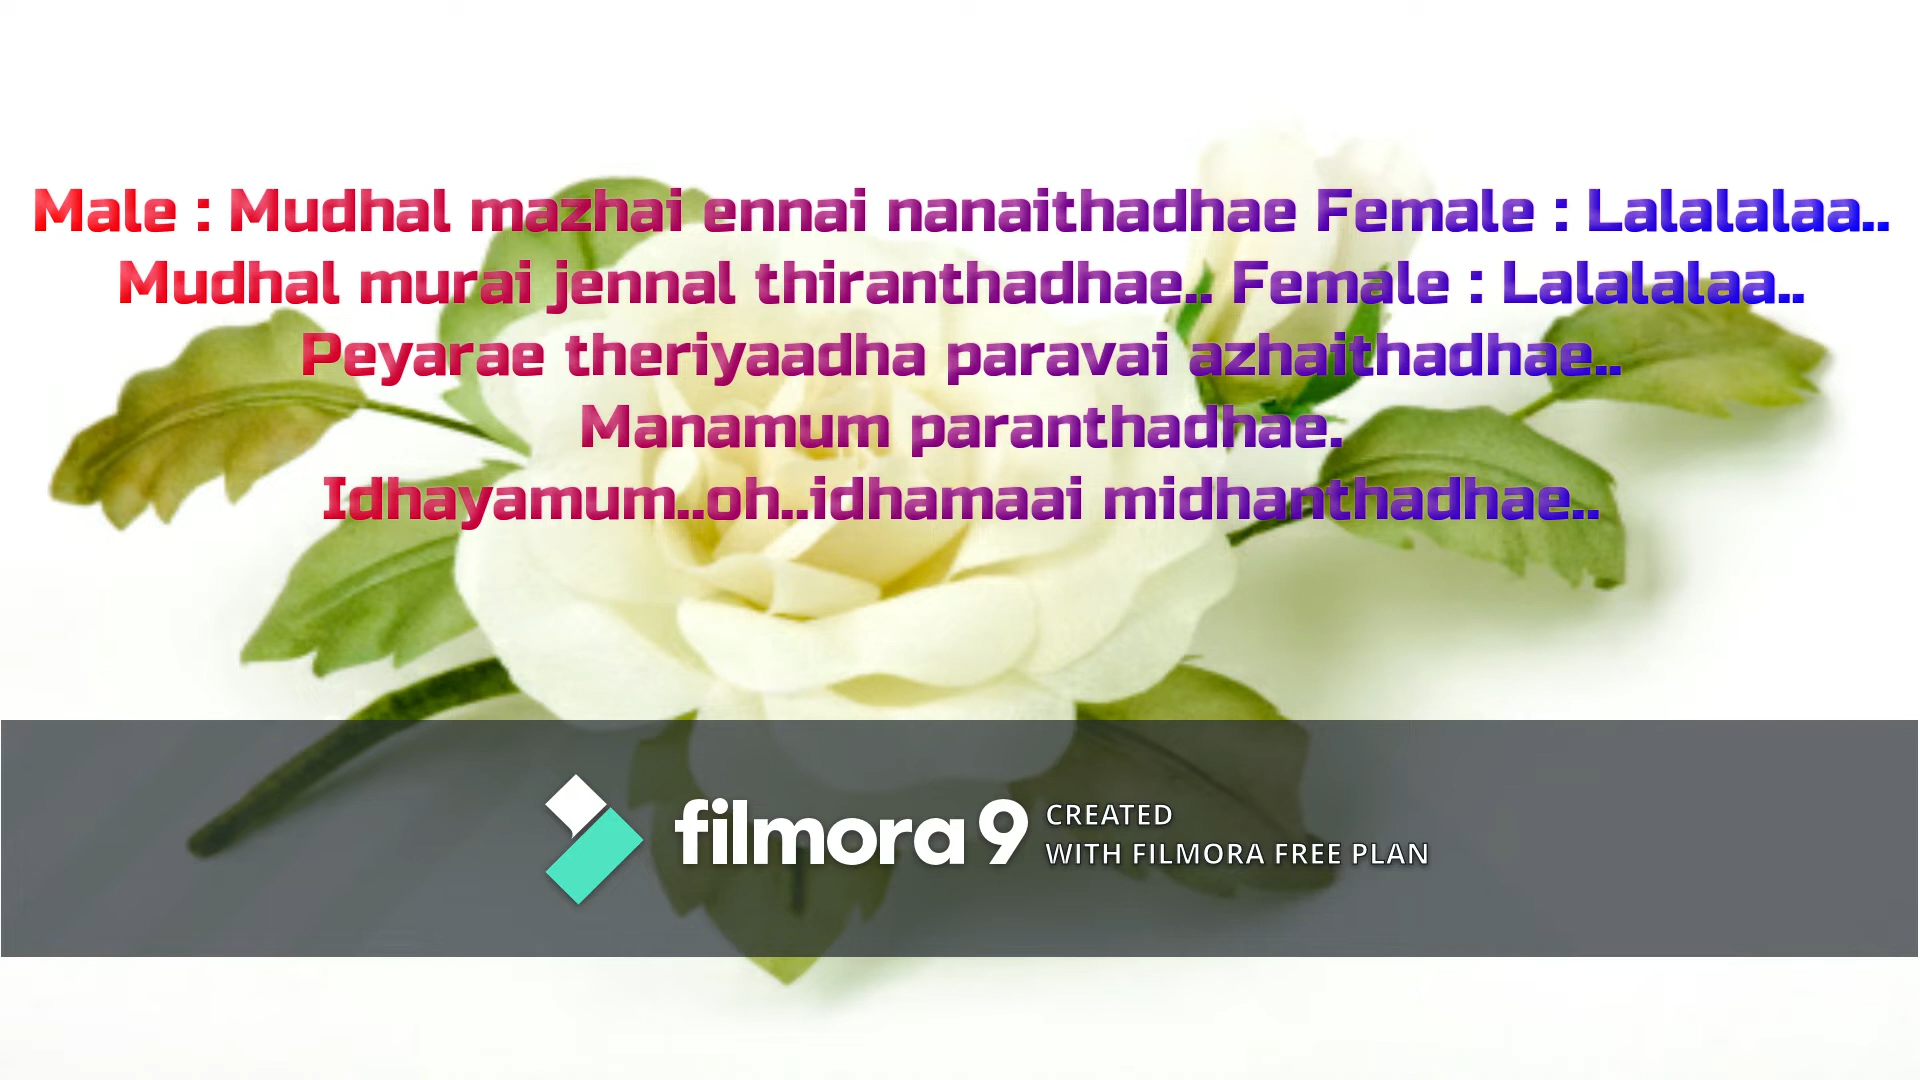 Male : Mudhal mazhai ennai nanaithadhae Female : Lalalalaa..
Mudhal murai jennal thiranthadhae.. Female : Lalalalaa..
Peyarae theriyaadha paravai azhaithadhae..
Manamum paranthadhae.
Idhayamum..oh..idhamaai midhanthadhae..
filmora 9 CREATED
WITH FILMORA FREE PLAN